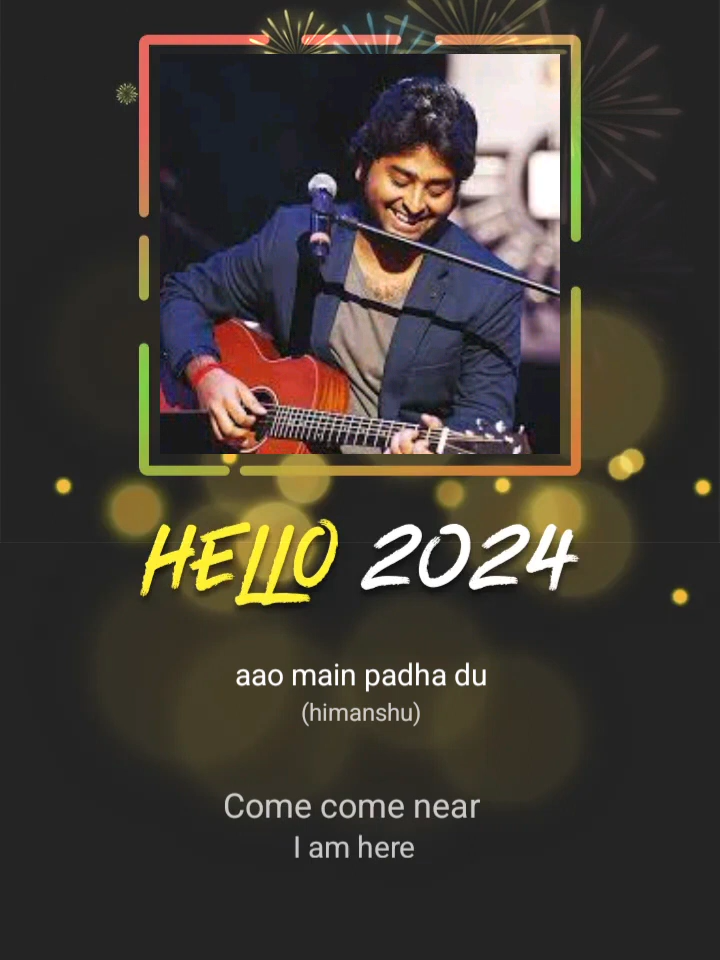 HELLO 2024
aao main padha du
(himanshu)
Come come near
I am here